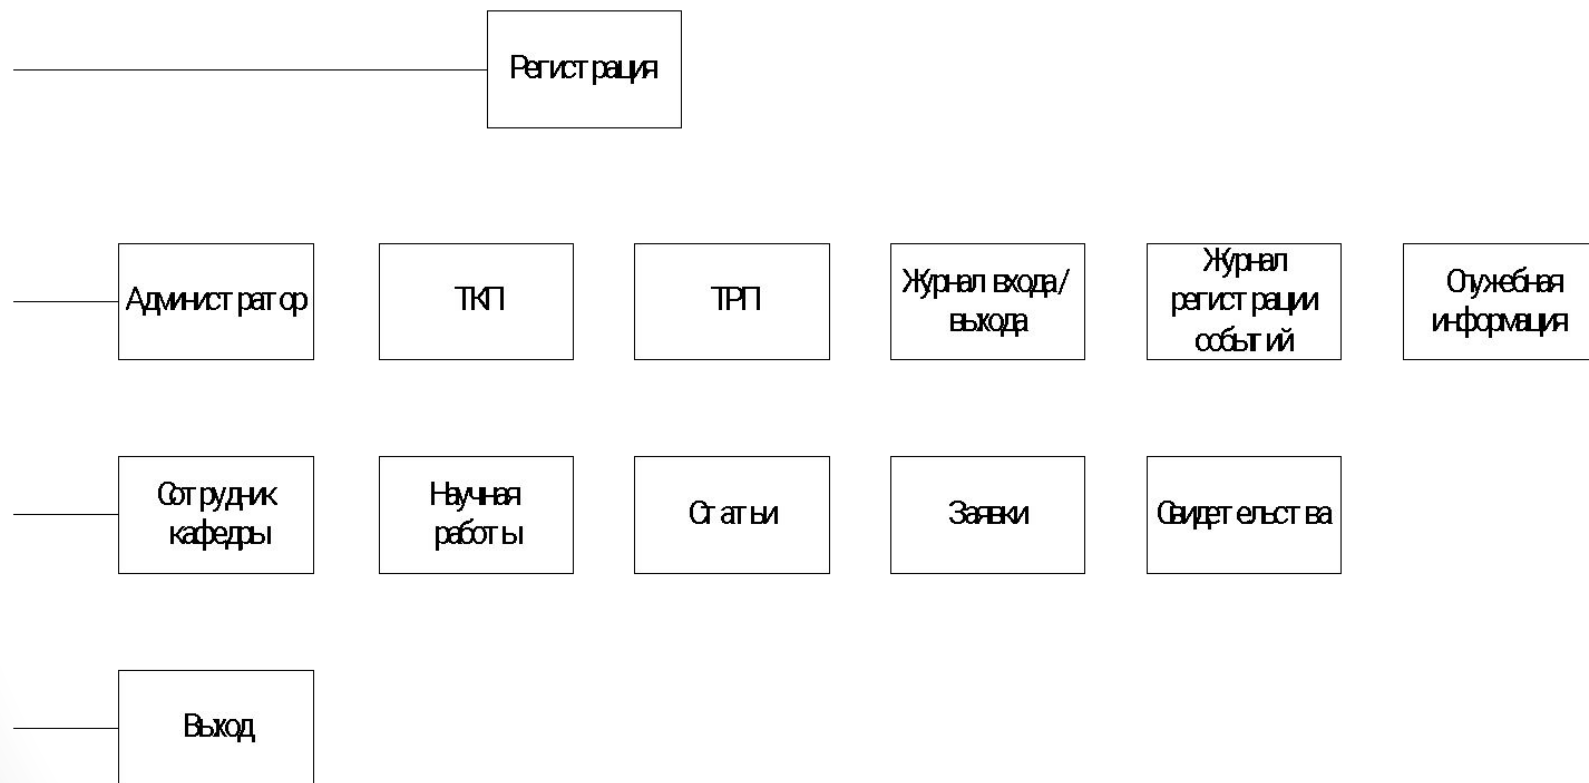 Регистрация
Администратор
ТКП
ТРП
Журнал входа/
выхода
Журнал
регистрации
событий
Служебная
информация
Сотрудник
кафедры
Научная
работы
Статьи
Заявки
Свидетельства
Выход